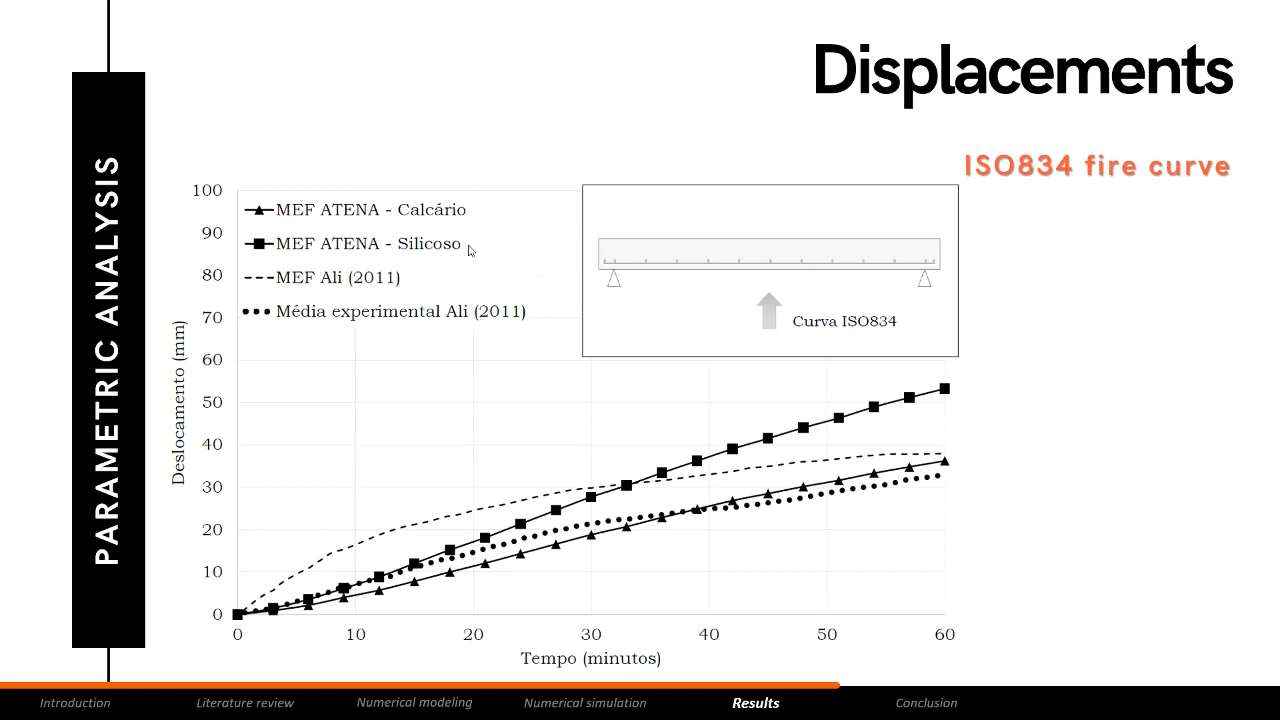 Displacements
ISO834 fire curve
PARAMETRIC ANALYSIS
MEF ATENA - Calcário
MEF ATENA - Silicoso
MEF Ali (2011)
Média experimental Ali (2011)
Curva ISO834
Deslocamento (mm)
100
90
80
70
60
50
40
30
20
10
0
0 10 20 30 40 50 60
Tempo (minutos)
Introduction Literature review Numerical modeling Numerical simulation Results Conclusion